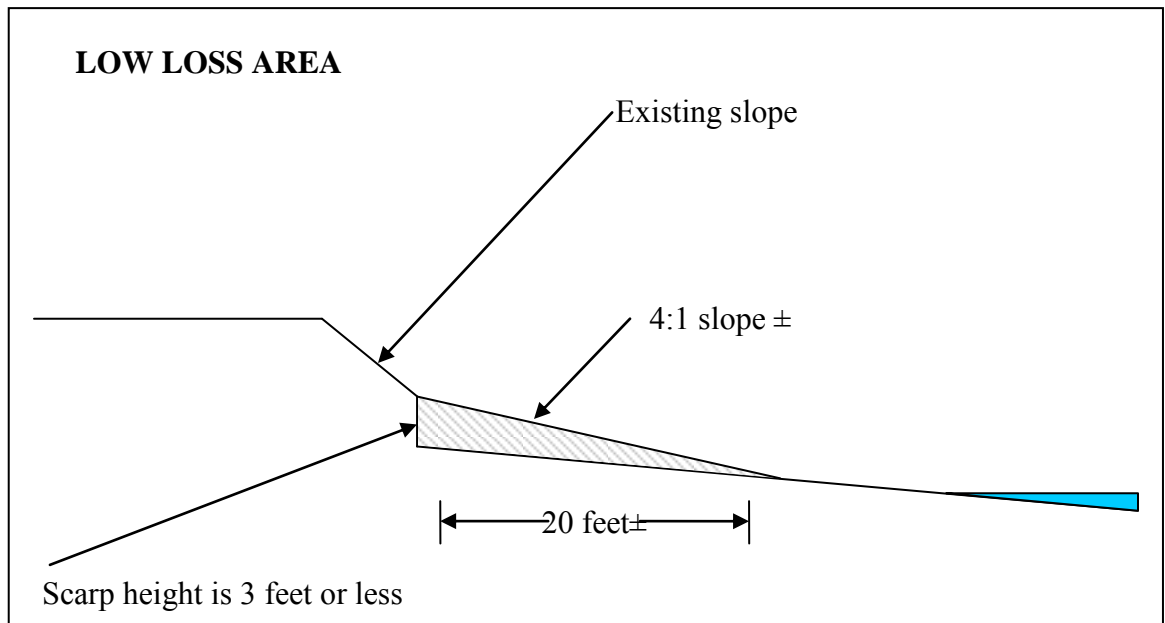 LOW LOSS AREA
Existing slope
4:1 slope ±
20 feet±
Scarp height is 3 feet or less